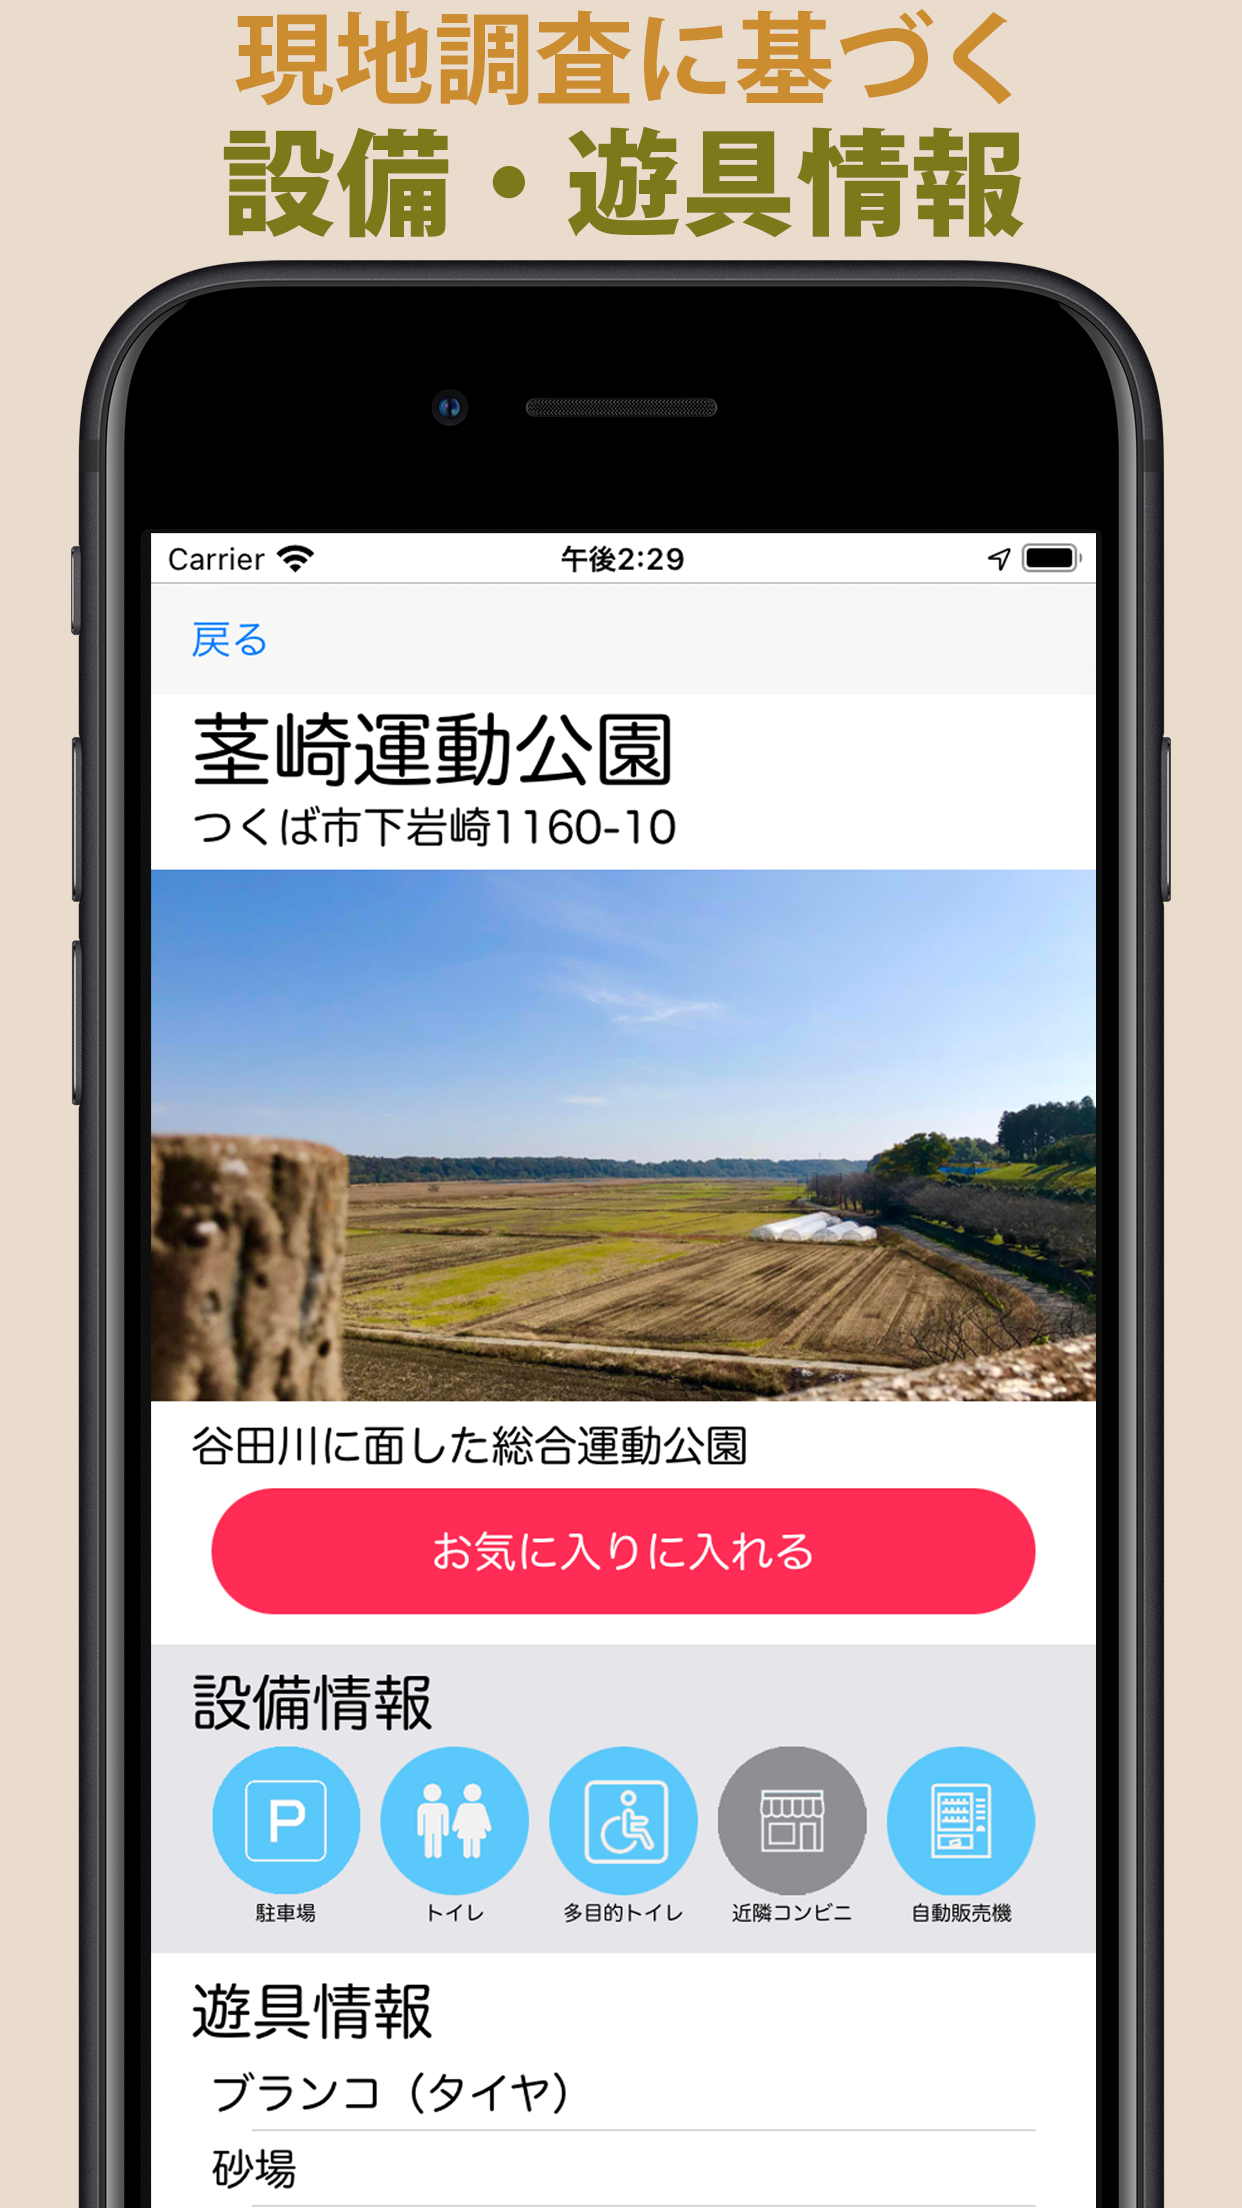 現地調査に基づく
設備・遊具情報
Carrier 午後2:29
戻る
茎崎運動公園
つくば市下岩崎1160-10
谷田川に面した総合運動公園
お気に入りに入れる
設備情報
P
駐車場 トイレ 多目的トイレ 近隣コンビニ 自動販売機
遊具情報
ブランコ（タイヤ）
砂場